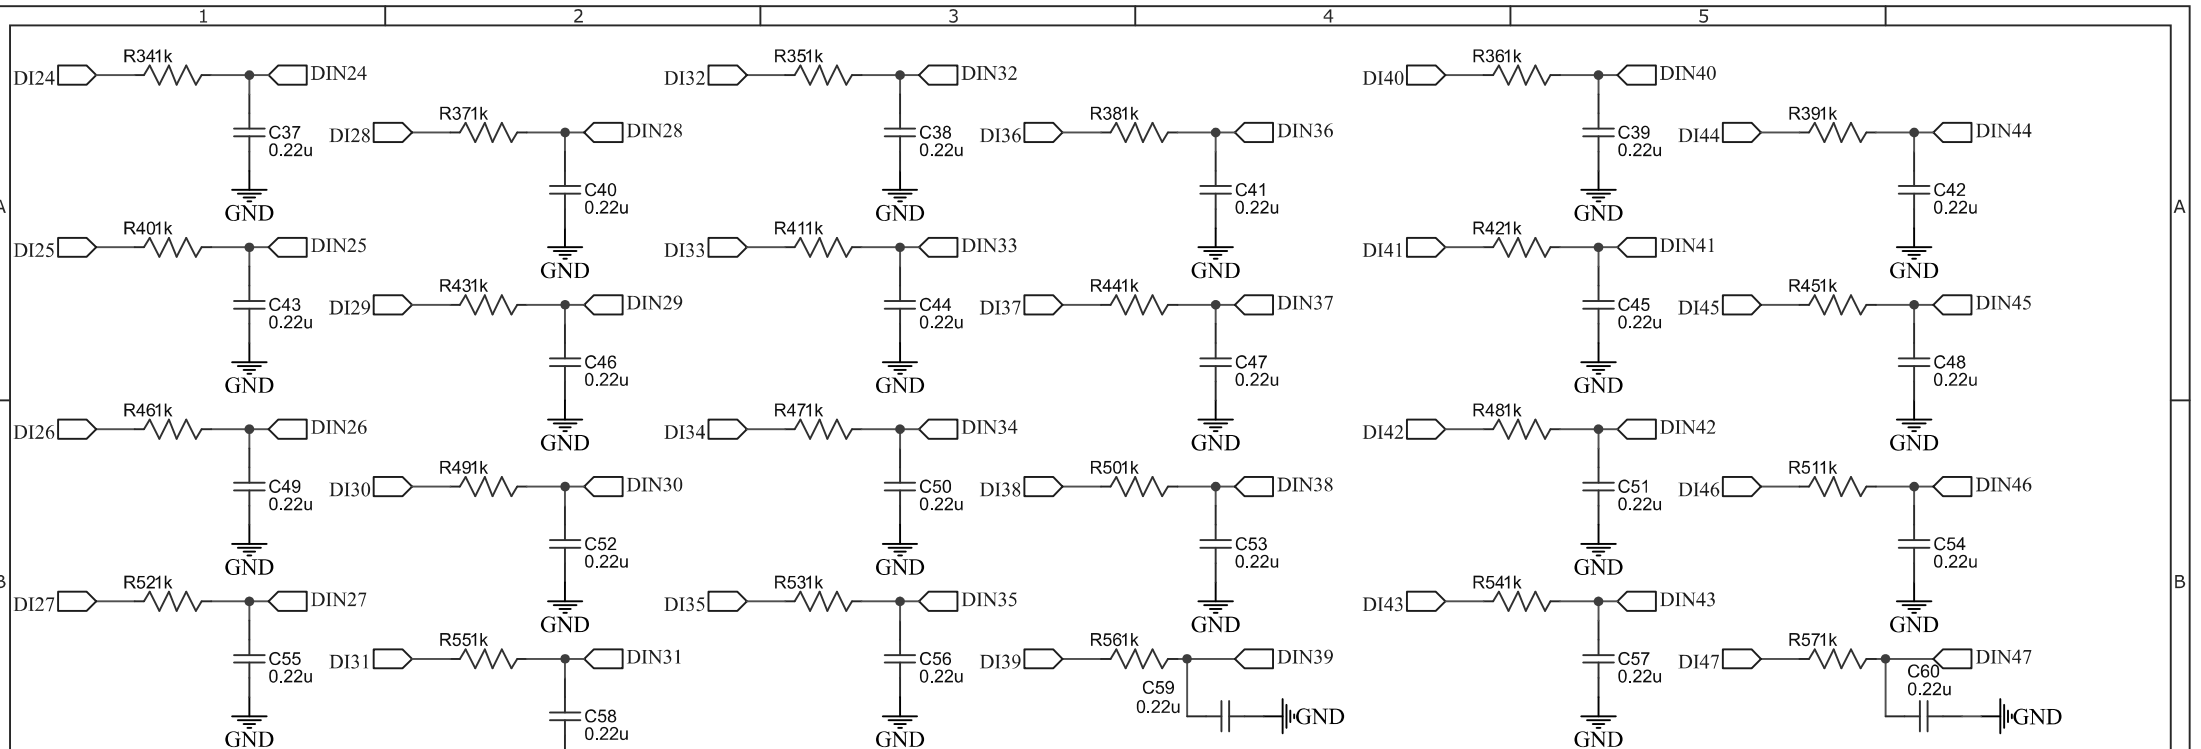 1 2 3 4 5
R341k R351k R361k
DI24 DIN24 DI32 DIN32 DI40 DIN40
R371k R381k R391k
C37 DI28 DIN28 C38 DI36 DIN36 C39 DI44 DIN44
0.22u 0.22u 0.22u
C40 C41 C42
A 0.22u 0.22u 0.22u A
GND GND GND
R401k R411k R421k
DI25 DIN25 DI33 DIN33 DI41 DIN41
GND GND GND
R431k R441k R451k
C43 DI29 DIN29 C44 DI37 DIN37 C45 DI45 DIN45
0.22u 0.22u 0.22u
C46 C47 C48
0.22u 0.22u 0.22u
GND GND GND
R461k R471k R481k
DI26 DIN26 DI34 DIN34 DI42 DIN42
GND GND GND
R491k R501k R511k
C49 DI30 DIN30 C50 DI38 DIN38 C51 DI46 DIN46
0.22u 0.22u 0.22u
C52 C53 C54
0.22u 0.22u 0.22u
GND GND GND
B R521k R531k R541k B
DI27 DIN27 DI35 DIN35 DI43 DIN43
GND GND GND
R551k R561k R571k
C55 DI31 DIN31 C56 DI39 DIN39 C57 DI47 DIN47
0.22u 0.22u 0.22u C60
C59 0.22u
0.22u
C58 GND GND
0.22u
GND GND GND